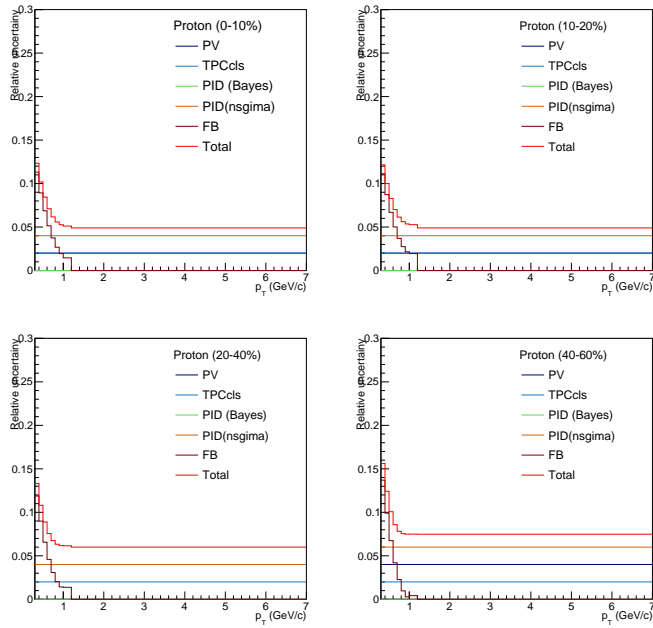 Relative uncertainty
0.3
0.25
0.2
0.15
0.1
0.05
0
Proton (0-10%)
PV
TPCcls
PID (Bayes)
PID(nsgima)
FB
Total
1 2 3 4 5 6 7
p_T (GeV/c)
Relative uncertainty
0.3
0.25
0.2
0.15
0.1
0.05
0
Proton (10-20%)
PV
TPCcls
PID (Bayes)
PID(nsgima)
FB
Total
1 2 3 4 5 6 7
p_T (GeV/c)
Relative uncertainty
0.3
0.25
0.2
0.15
0.1
0.05
0
Proton (20-40%)
PV
TPCcls
PID (Bayes)
PID(nsgima)
FB
Total
1 2 3 4 5 6 7
p_T (GeV/c)
Relative uncertainty
0.3
0.25
0.2
0.15
0.1
0.05
0
Proton (40-60%)
PV
TPCcls
PID (Bayes)
PID(nsgima)
FB
Total
1 2 3 4 5 6 7
p_T (GeV/c)